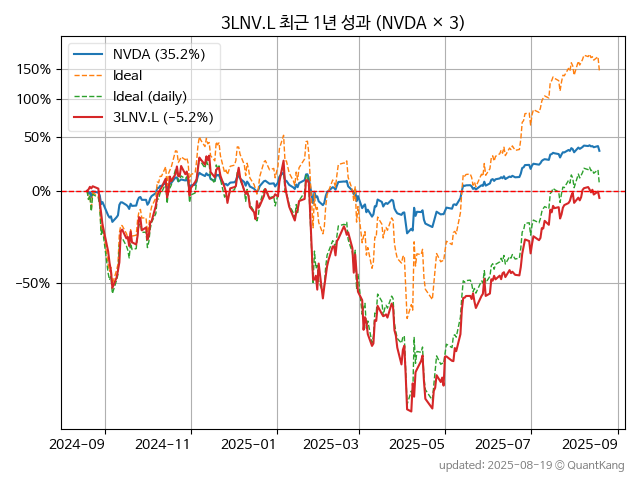 3LNV.L 최근 1년 성과 (NVDA × 3)
NVDA (35.2%)
Ideal
Ideal (daily)
3LNV.L (−5.2%)
150%
100%
50%
0%
−50%
2024-09 2024-11 2025-01 2025-03 2025-05 2025-07 2025-09
updated: 2025-08-19 © QuantKang